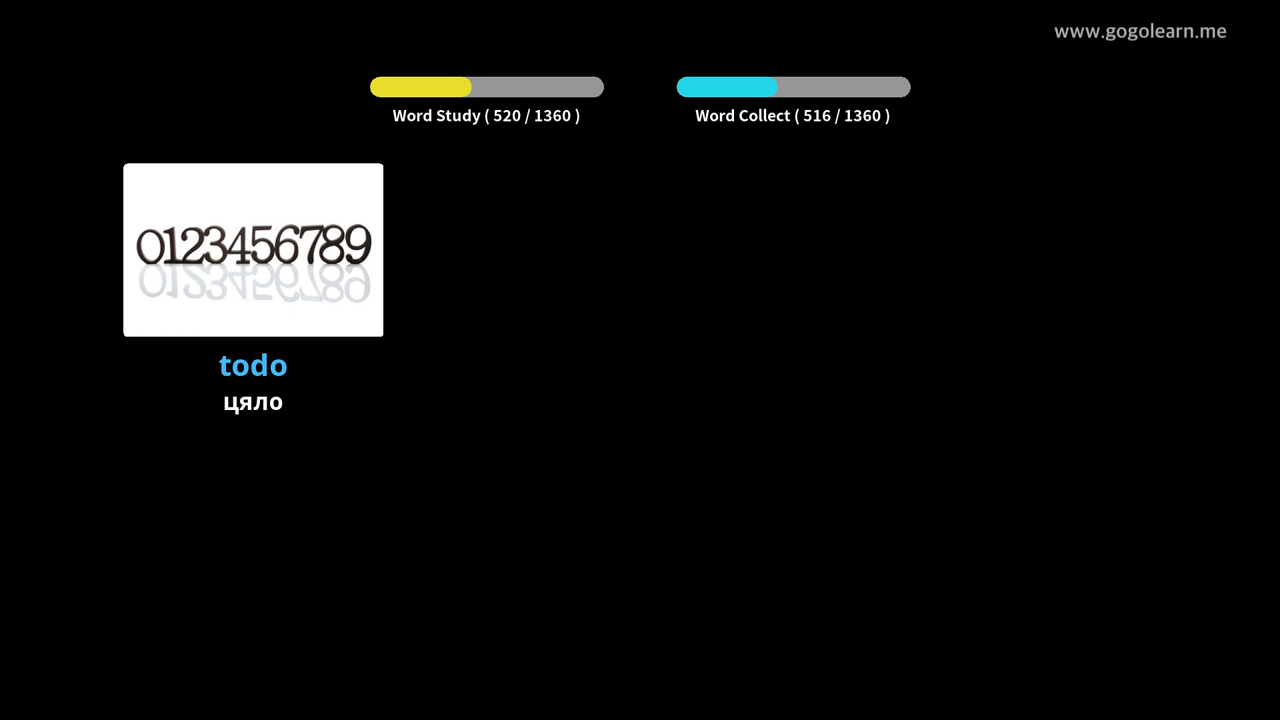 www.gogolearn.me
Word Study ( 520 / 1360 )
Word Collect ( 516 / 1360 )
0123456789
todo
цяло